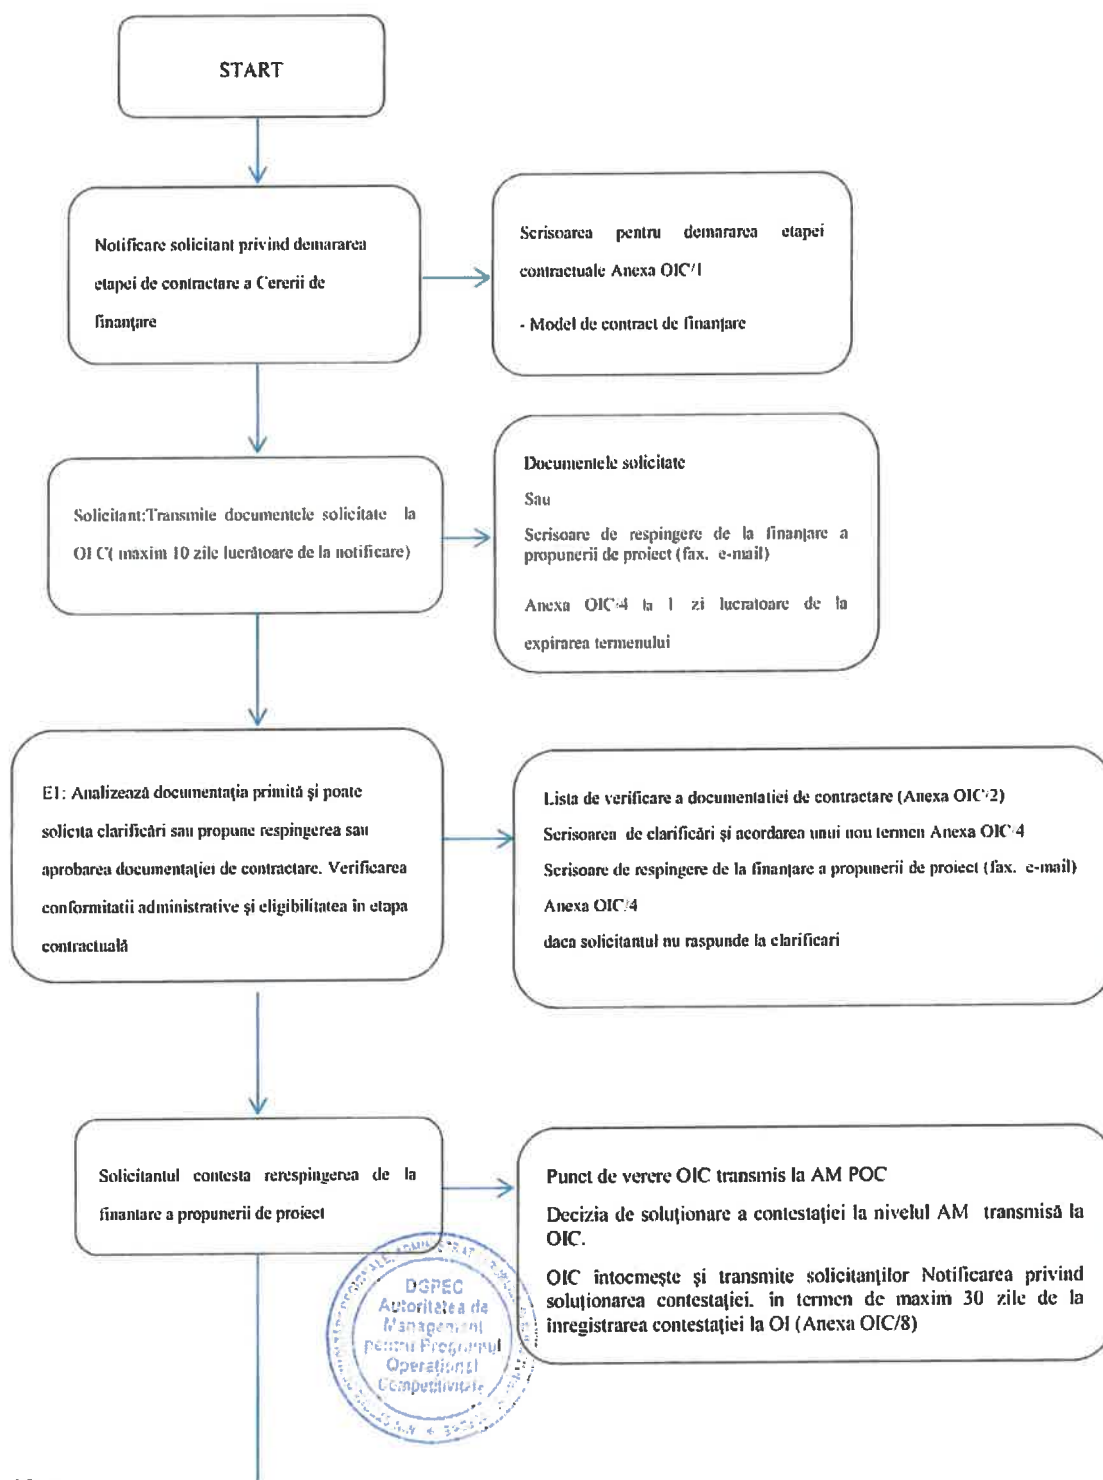 START
Notificare solicitant privind demararea
etapei de contractare a Cererii de
finanțare
Scrisoarea pentru demararea etapei
contractuale Anexa OIC/1
- Model de contract de finanțare
Solicitant:Transmite documentele solicitate la
OIC( maxim 10 zile lucrătoare de la notificare)
Documentele solicitate
Sau
Scrisoare de respingere de la finanțare a
propunerii de proiect (fax. e-mail)
Anexa OIC/4 la 1 zi lucratoare de la
expirarea termenului
E1: Analizează documentația primită și poate
solicita clarificări sau propune respingerea sau
aprobarea documentației de contractare. Verificarea
conformitatii administrative și eligibilitatea în etapa
contractuală
Lista de verificare a documentatiei de contractare (Anexa OIC/2)
Scrisoarea de clarificări și acordarea unui nou termen Anexa OIC/4
Scrisoare de respingere de la finanțare a propunerii de proiect (fax. e-mail)
Anexa OIC/4
daca solicitantul nu raspunde la clarificari
Solicitantul contesta rerespingerea de la
finantare a propunerii de proiect
Punct de verere OIC transmis la AM POC
Decizia de soluționare a contestației la nivelul AM transmisă la
OIC.
OIC întocmește și transmite solicitanților Notificarea privind
soluționarea contestației. în termen de maxim 30 zile de la
înregistrarea contestației la OI (Anexa OIC/8)
DGPEC
Autoritatea de
Management
pentru Programul
Operațional
Competitivitate